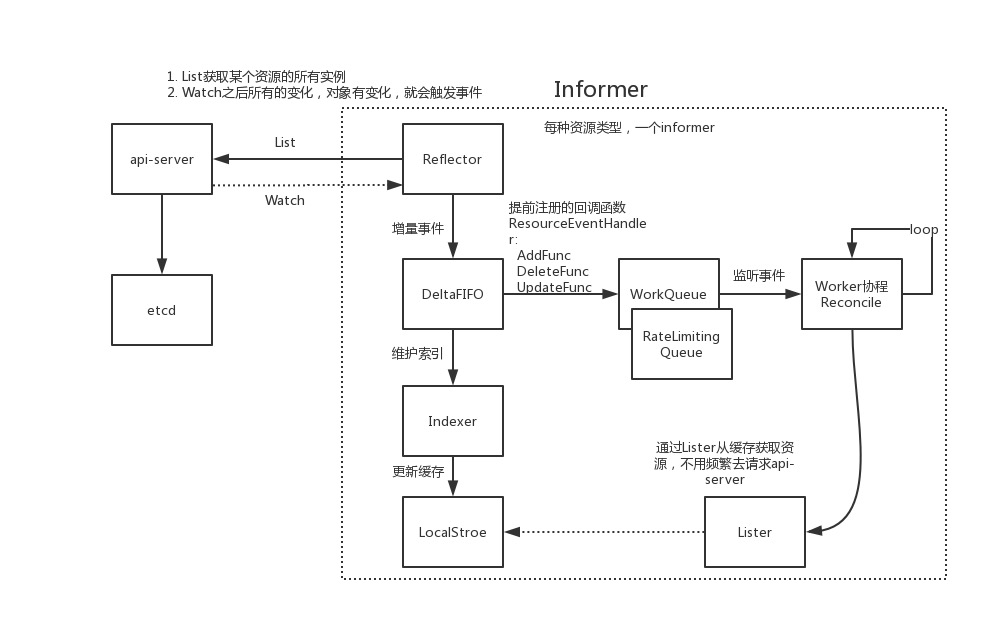 1. List获取某个资源的所有实例
2. Watch之后所有的变化，对象有变化，就会触发事件
Informer
每种资源类型，一个informer
api-server
List
Reflector
Watch
增量事件
提前注册的回调函数
ResourceEventHandle
r:
AddFunc
DeleteFunc
UpdateFunc
loop
etcd
DeltaFIFO
WorkQueue
监听事件
Worker协程
Reconcile
RateLimiting
Queue
维护索引
Indexer
更新缓存
通过Lister从缓存获取资
源，不用频繁去请求api-
server
LocalStroe
Lister